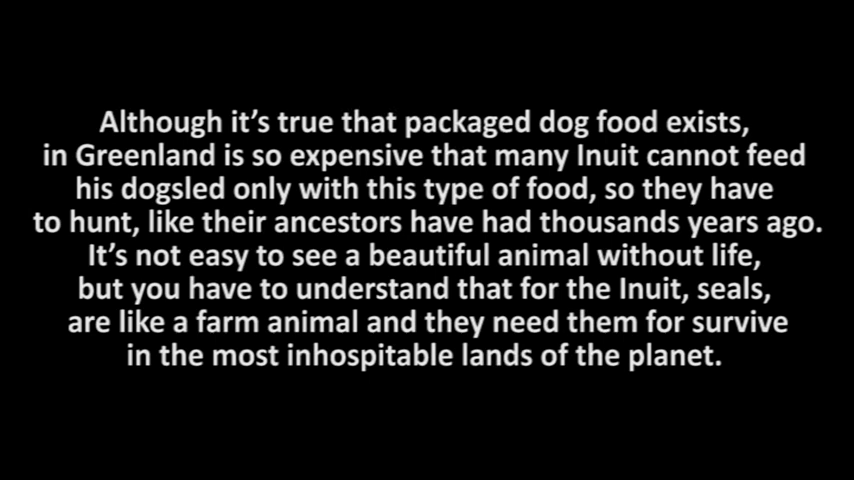 Although it's true that packaged dog food exists,
in Greenland is so expensive that many Inuit cannot feed
his dogsled only with this type of food, so they have
to hunt, like their ancestors have had thousands years ago.
It's not easy to see a beautiful animal without life,
but you have to understand that for the Inuit, seals,
are like a farm animal and they need them for survive
in the most inhospitable lands of the planet.